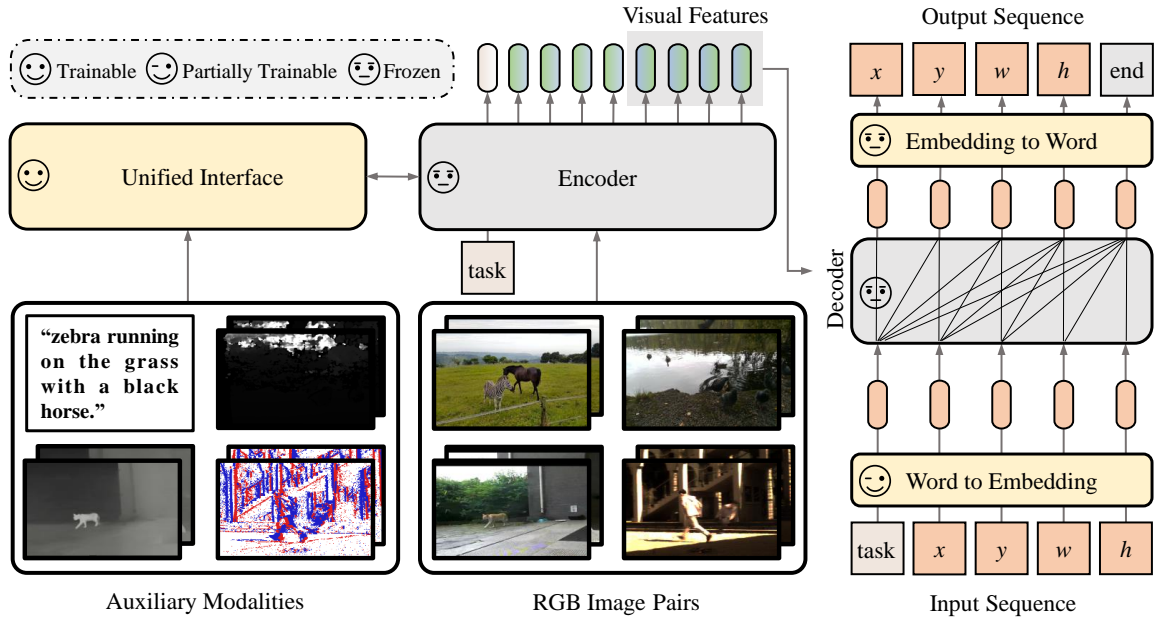 Visual Features
Output Sequence
Trainable
Partially Trainable
Frozen
x
y
w
h
end
Embedding to Word
Unified Interface
Encoder
task
Decoder
“zebra running
on the grass
with a black
horse.”
Word to Embedding
task
x
y
w
h
Auxiliary Modalities
RGB Image Pairs
Input Sequence